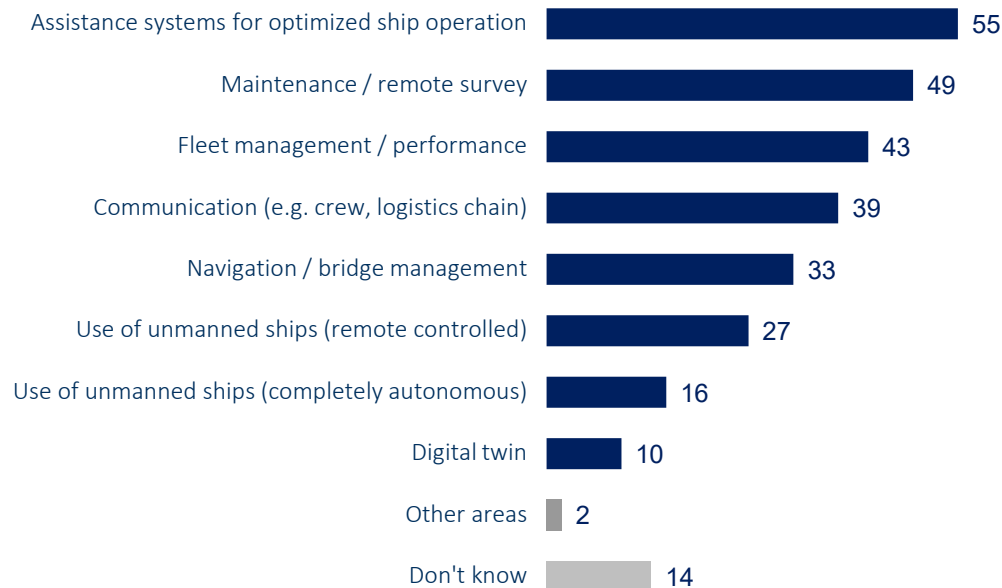 Assistance systems for optimized ship operation 55
Maintenance / remote survey 49
Fleet management / performance 43
Communication (e.g. crew, logistics chain) 39
Navigation / bridge management 33
Use of unmanned ships (remote controlled) 27
Use of unmanned ships (completely autonomous) 16
Digital twin 10
Other areas 2
Don't know 14